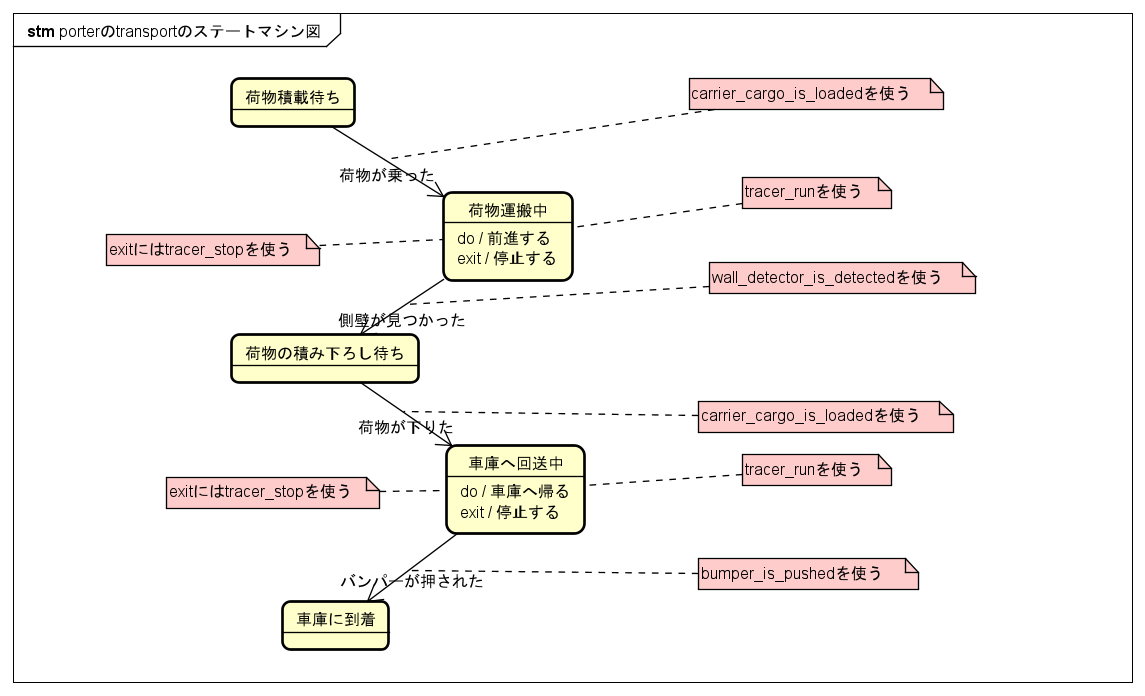 stm porterのtransportのステートマシン図
荷物積載待ち
carrier_cargo_is_loadedを使う
荷物が乗った
tracer_runを使う
荷物運搬中
do / 前進する
exit / 停止する
exitにはtracer_stopを使う
wall_detector_is_detectedを使う
側壁が見つかった
荷物の積み下ろし待ち
carrier_cargo_is_loadedを使う
荷物が下りた
車庫へ回送中
do / 車庫へ帰る
exit / 停止する
tracer_runを使う
exitにはtracer_stopを使う
bumper_is_pushedを使う
バンパーが押された
車庫に到着